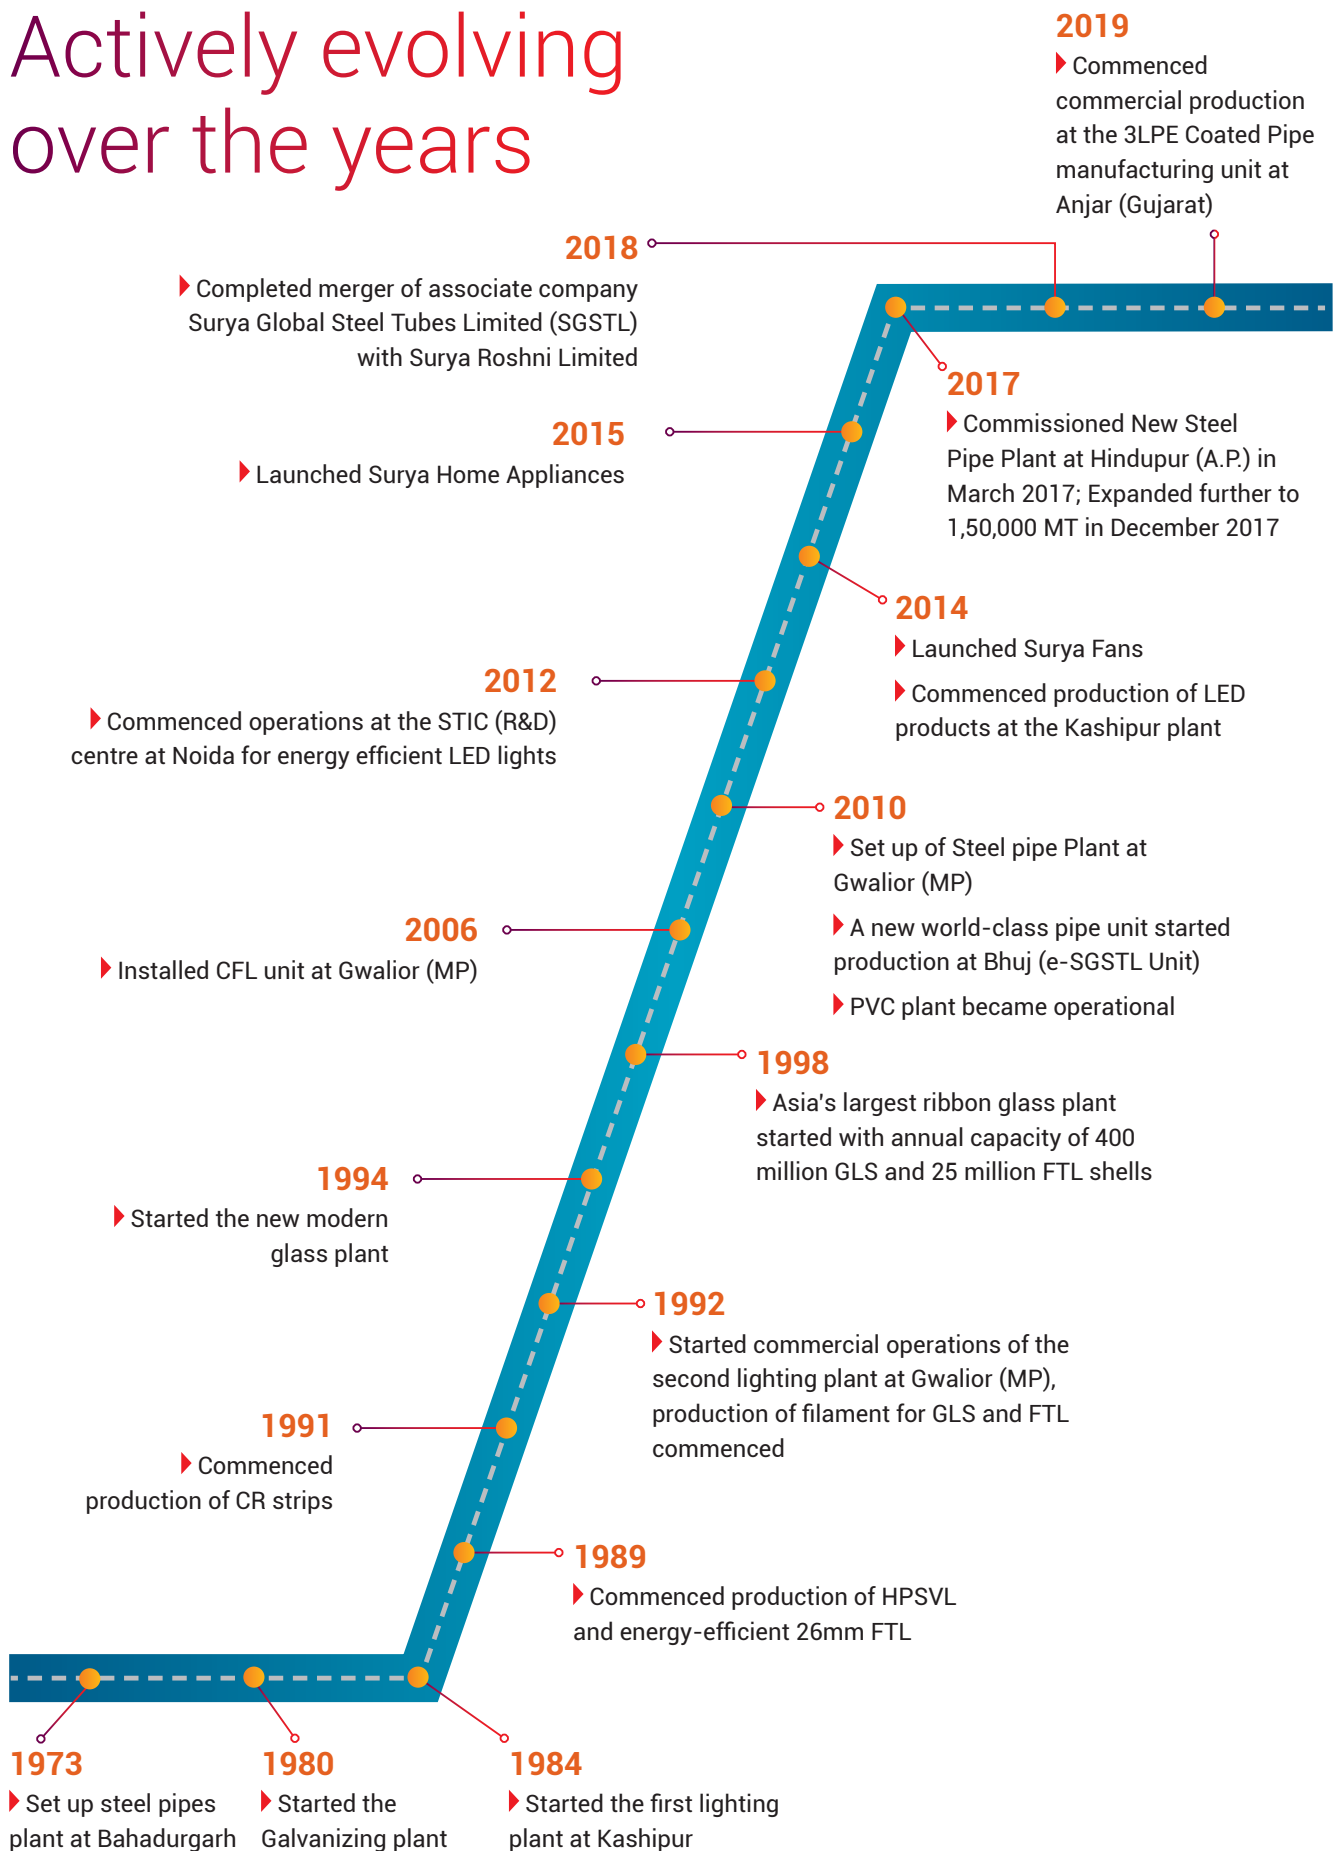 Actively evolving
over the years
2019
Commenced
commercial production
at the 3LPE Coated Pipe
manufacturing unit at
Anjar (Gujarat)
2018
Completed merger of associate company
Surya Global Steel Tubes Limited (SGSTL)
with Surya Roshni Limited
2017
Commissioned New Steel
Pipe Plant at Hindupur (A.P.) in
March 2017; Expanded further to
1,50,000 MT in December 2017
2015
Launched Surya Home Appliances
2014
Launched Surya Fans
Commenced production of LED
products at the Kashipur plant
2012
Commenced operations at the STIC (R&D)
centre at Noida for energy efficient LED lights
2010
Set up of Steel pipe Plant at
Gwalior (MP)
A new world-class pipe unit started
production at Bhuj (e-SGSTL Unit)
PVC plant became operational
2006
Installed CFL unit at Gwalior (MP)
1998
Asia's largest ribbon glass plant
started with annual capacity of 400
million GLS and 25 million FTL shells
1994
Started the new modern
glass plant
1992
Started commercial operations of the
second lighting plant at Gwalior (MP),
production of filament for GLS and FTL
commenced
1991
Commenced
production of CR strips
1989
Commenced production of HPSVL
and energy-efficient 26mm FTL
1973
Set up steel pipes
plant at Bahadurgarh
1980
Started the
Galvanizing plant
1984
Started the first lighting
plant at Kashipur